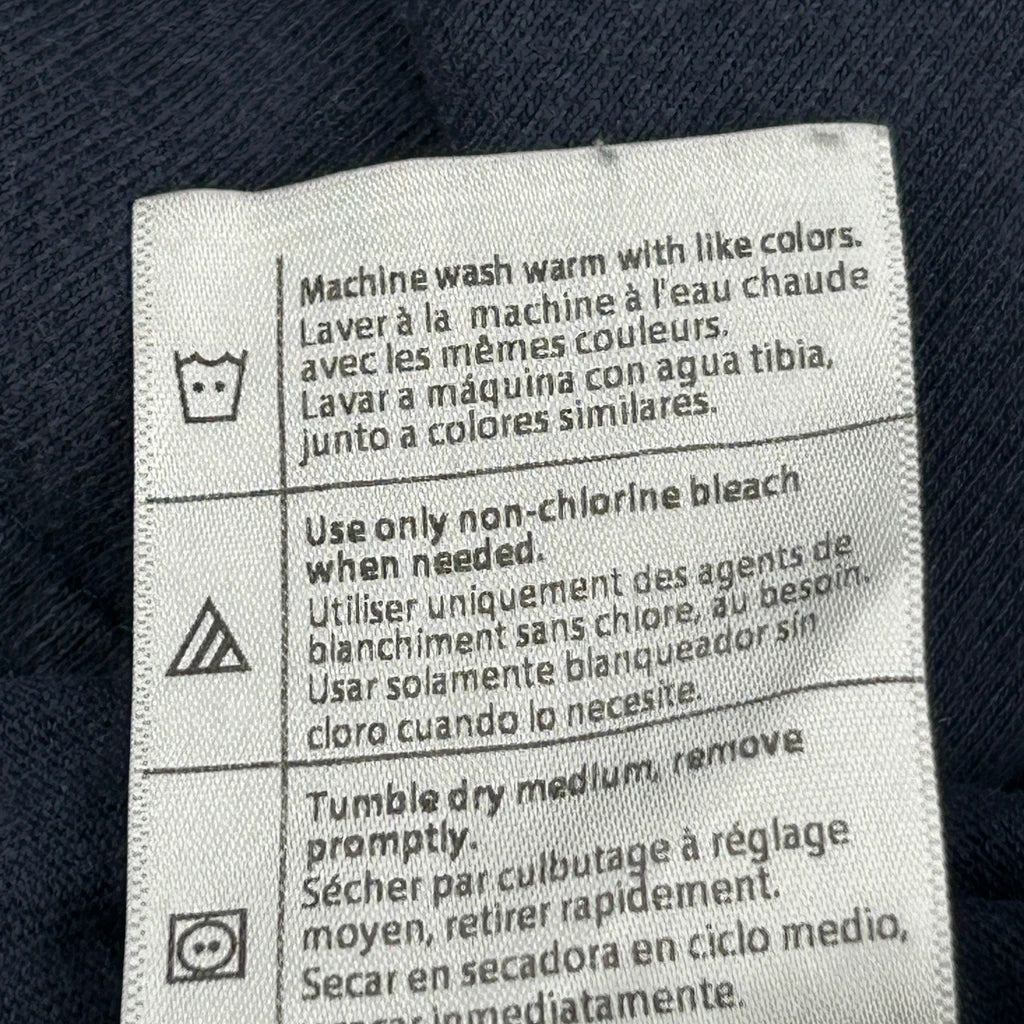 Machine wash warm with like colors.
Laver à la machine à l'eau chaude
avec les mêmes couleurs.
Lavar a máquina con agua tibia,
junto a colores similares.
Use only non-chlorine bleach
when needed.
Utiliser uniquement des agents de
blanchiment sans chlore, au besoin.
Usar solamente blanqueador sin
cloro cuando lo necesite.
Tumble dry medium, remove
promptly.
Sécher par culbutage à réglage
moyen, retirer rapidement.
Secar en secadora en ciclo medio,
inmediatamente.